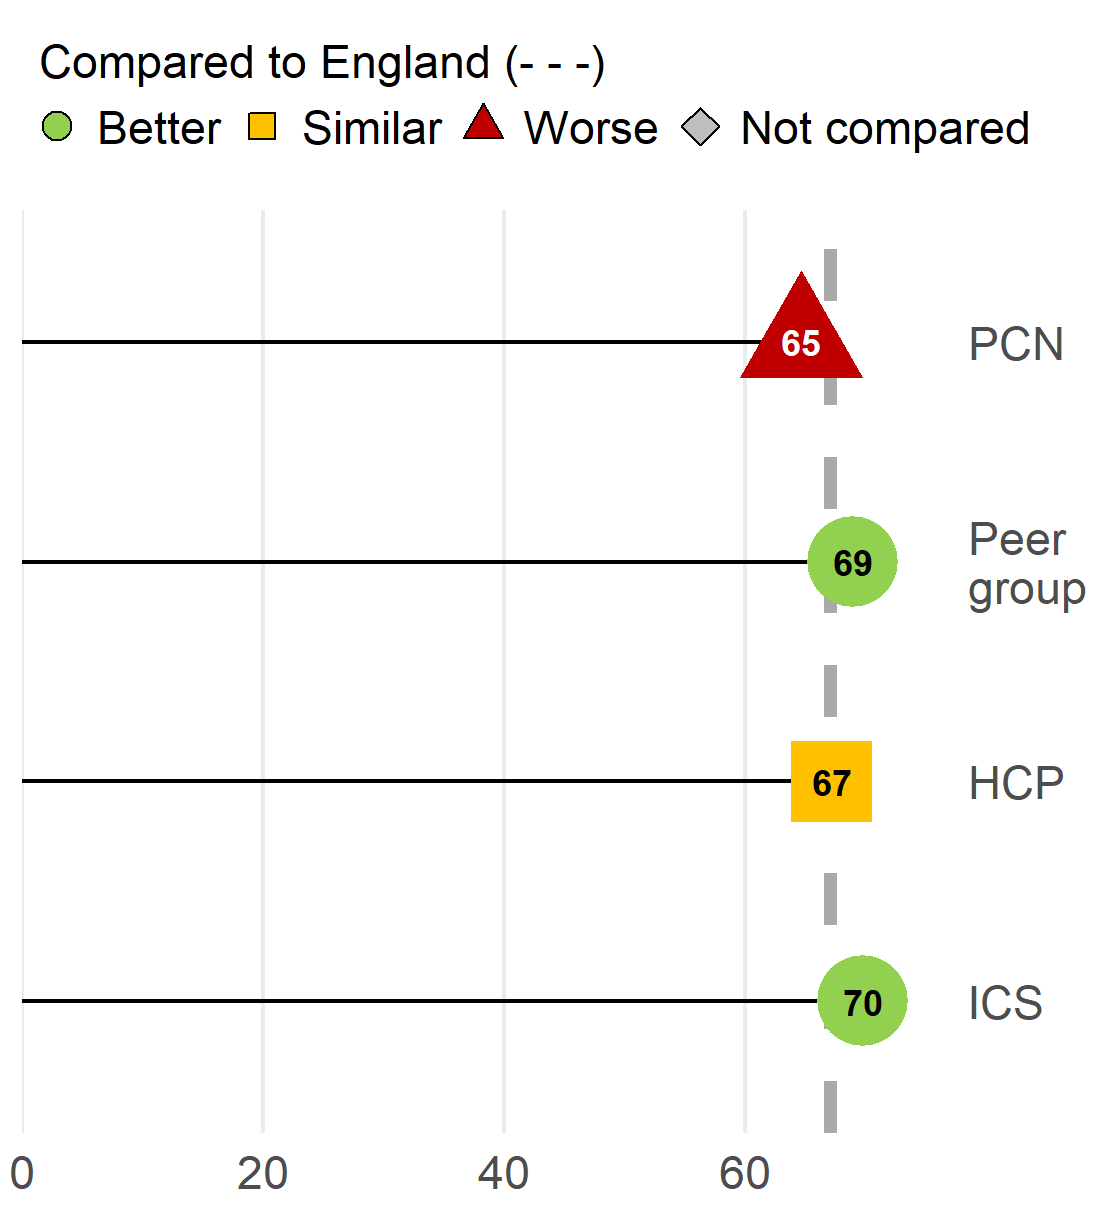 Compared to England (- - -)
Better Similar Worse Not compared
65 PCN
69 Peer
group
67 HCP
70 ICS
0 20 40 60